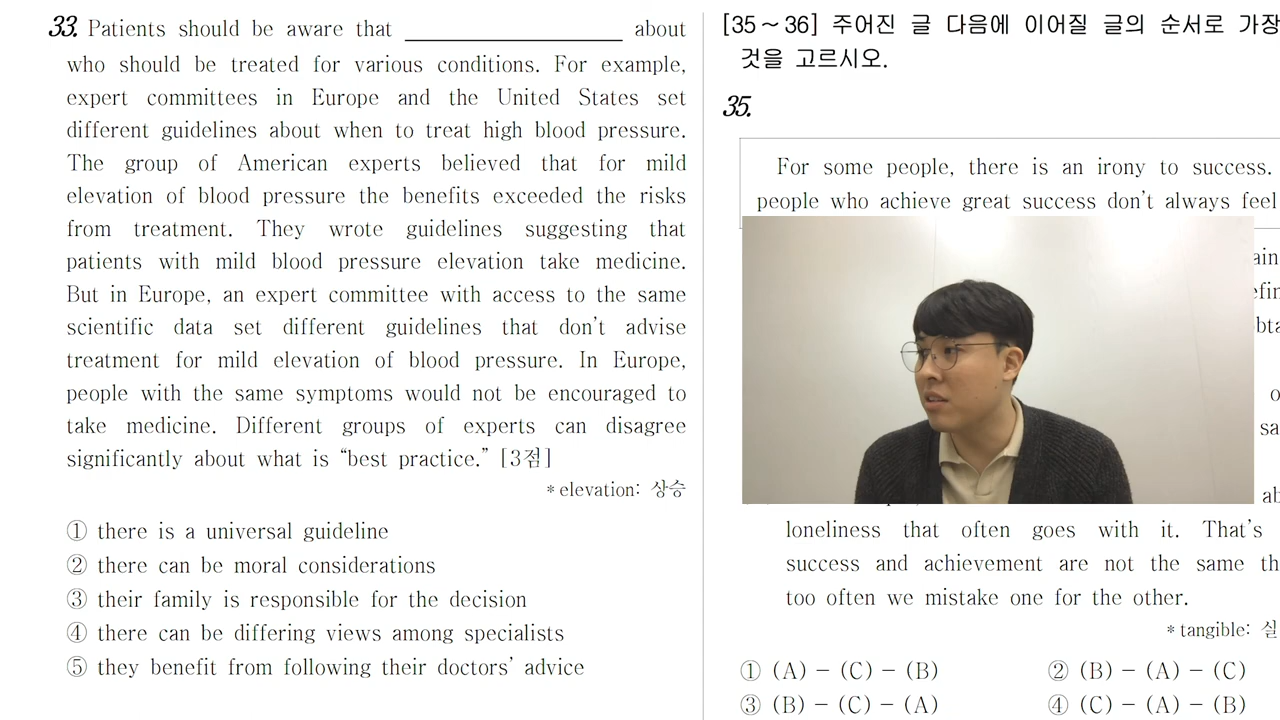 33. Patients should be aware that ____________ about
who should be treated for various conditions. For example,
expert committees in Europe and the United States set
different guidelines about when to treat high blood pressure.
The group of American experts believed that for mild
elevation of blood pressure the benefits exceeded the risks
from treatment. They wrote guidelines suggesting that
patients with mild blood pressure elevation take medicine.
But in Europe, an expert committee with access to the same
scientific data set different guidelines that don't advise
treatment for mild elevation of blood pressure. In Europe,
people with the same symptoms would not be encouraged to
take medicine. Different groups of experts can disagree
significantly about what is “best practice.” [3점]
* elevation: 상승
① there is a universal guideline
② there can be moral considerations
③ their family is responsible for the decision
④ there can be differing views among specialists
⑤ they benefit from following their doctors' advice
[35～36] 주어진 글 다음에 이어질 글의 순서로 가장
것을 고르시오.
35.
For some people, there is an irony to success.
people who achieve great success don't always feel
loneliness that often goes with it. That's
success and achievement are not the same
too often we mistake one for the other.
* tangible:
① (A) － (C) － (B)
② (B) － (A) － (C)
③ (B) － (C) － (A)
④ (C) － (A) － (B)